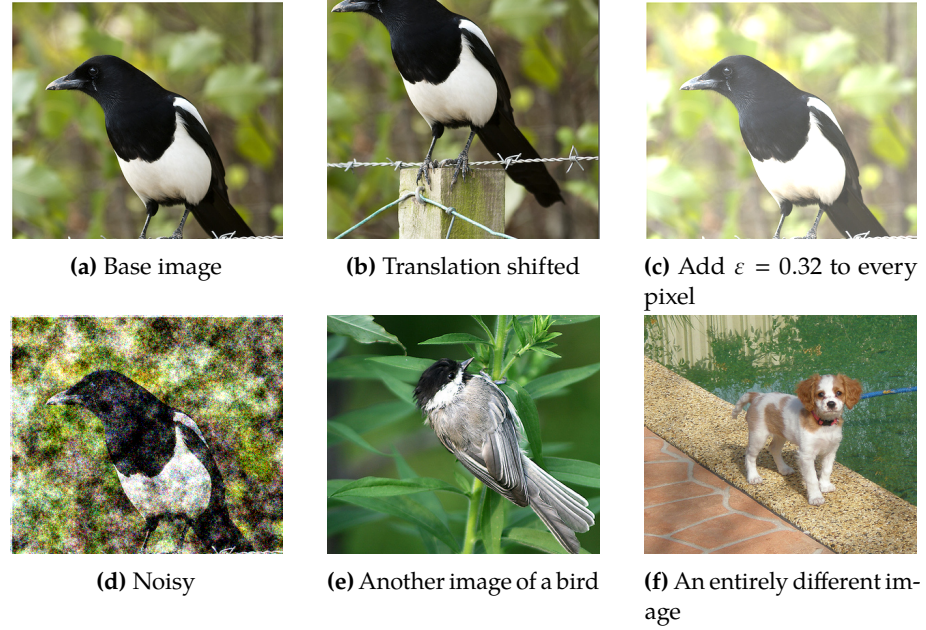 (a) Base image
(b) Translation shifted
(c) Add ε = 0.32 to every
pixel
(d) Noisy
(e) Another image of a bird
(f) An entirely different im-
age